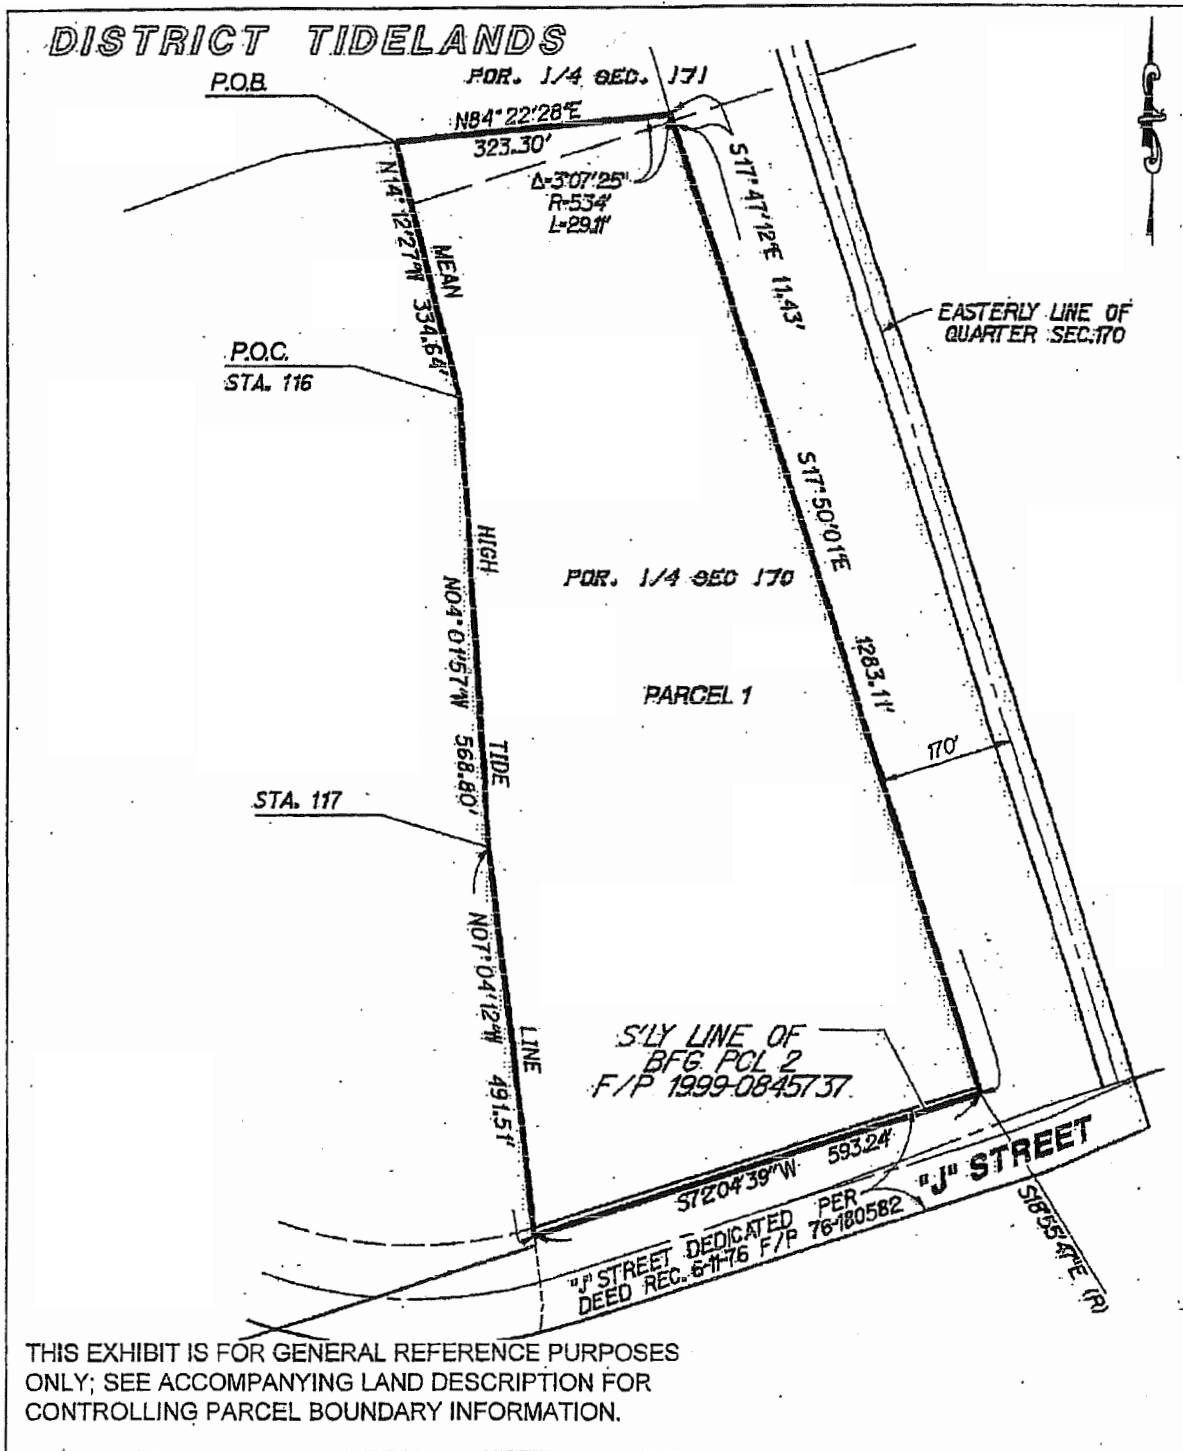 DISTRICT TIDELANDS
P.O.B.
POR. 1/4 SEC. 171
N84°22'28"E
323.30'
Δ=3°07'25"
R=534'
L=29.11'
S17°47'12"E 11.43'
N14°12'27"W 334.64'
MEAN
EASTERLY LINE OF
QUARTER SEC.170
P.O.C.
STA. 116
S17°50'01"E
1283.11'
HIGH
POR. 1/4 SEC 170
N04°01'57"W 568.80'
PARCEL 1
TIDE
170'
STA. 117
N07°04'12"W 491.51'
LINE
S'LY LINE OF
BFG PCL 2
F/P 1999-0845737
S72°04'39"W 593.24'
"J" STREET
"J" STREET DEDICATED PER
DEED REC. 6-11-76 F/P 76-180582
S18°55'47"E (R)
THIS EXHIBIT IS FOR GENERAL REFERENCE PURPOSES
ONLY; SEE ACCOMPANYING LAND DESCRIPTION FOR
CONTROLLING PARCEL BOUNDARY INFORMATION.